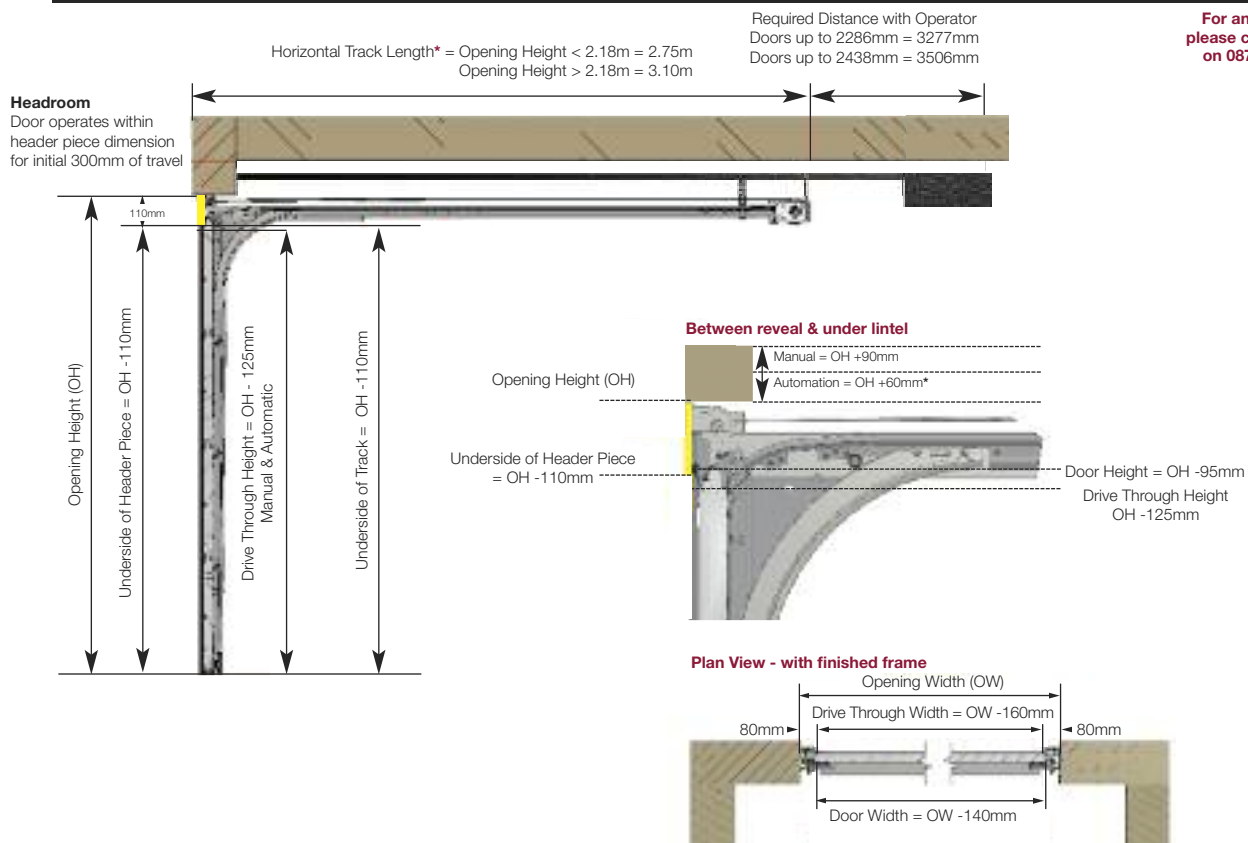 Required Distance with Operator
Doors up to 2286mm = 3277mm
Doors up to 2438mm = 3506mm
For an
please c
on 087
Horizontal Track Length* = Opening Height < 2.18m = 2.75m
Opening Height > 2.18m = 3.10m
Headroom
Door operates within
header piece dimension
for initial 300mm of travel
110mm
Opening Height (OH)
Underside of Header Piece = OH -110mm
Drive Through Height = OH - 125mm
Manual & Automatic
Underside of Track = OH -110mm
Between reveal & under lintel
Manual = OH +90mm
Opening Height (OH)
Automation = OH +60mm*
Underside of Header Piece
= OH -110mm
Door Height = OH -95mm
Drive Through Height
OH -125mm
Plan View - with finished frame
Opening Width (OW)
Drive Through Width = OW -160mm
80mm
80mm
Door Width = OW -140mm